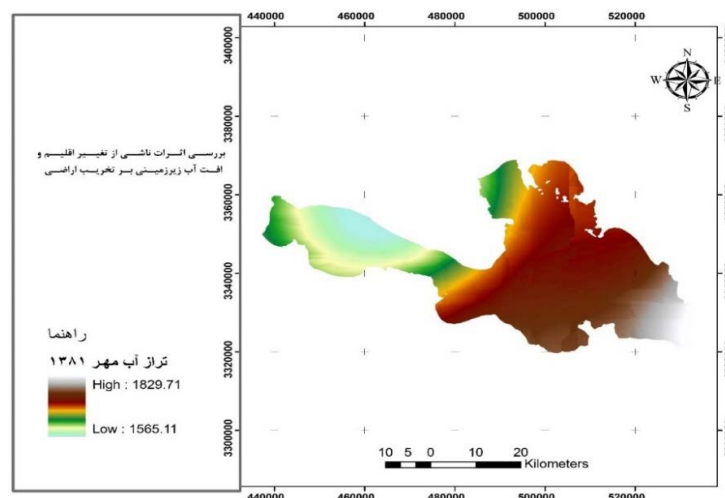 440000 460000 480000 500000 520000
بررسی اثرات ناشی از تغییر اقلیم و
افت آب زیرزمینی بر تخریب اراضی
N
W E
S
3400000
3380000
3360000
3340000
3320000
3300000
راهنما
تراز آب مهر ۱۳۸۱
High : 1829.71
Low : 1565.11
10 5 0 10 20
Kilometers
440000 460000 480000 500000 520000